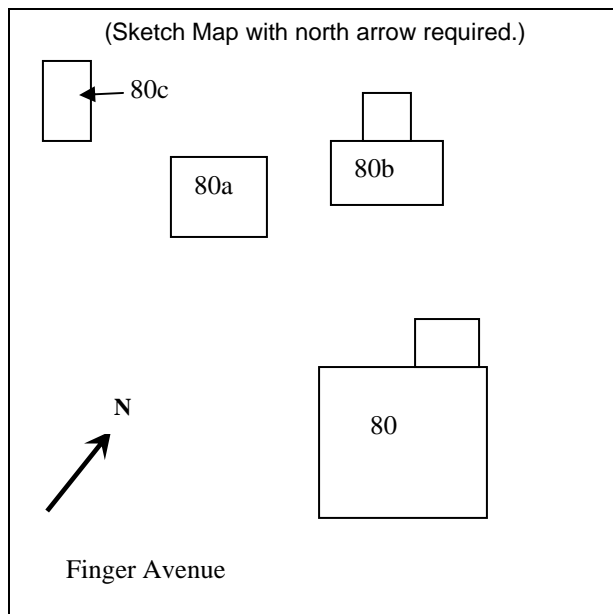 (Sketch Map with north arrow required.)
80c
80b
80a
80
N
Finger Avenue